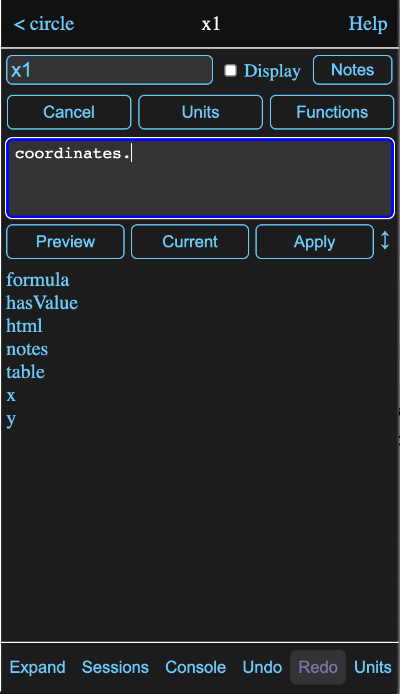 < circle x1 Help
x1 Display Notes
Cancel Units Functions
coordinates.
Preview Current Apply ↕
formula
hasValue
html
notes
table
x
y
Expand Sessions Console Undo Redo Units